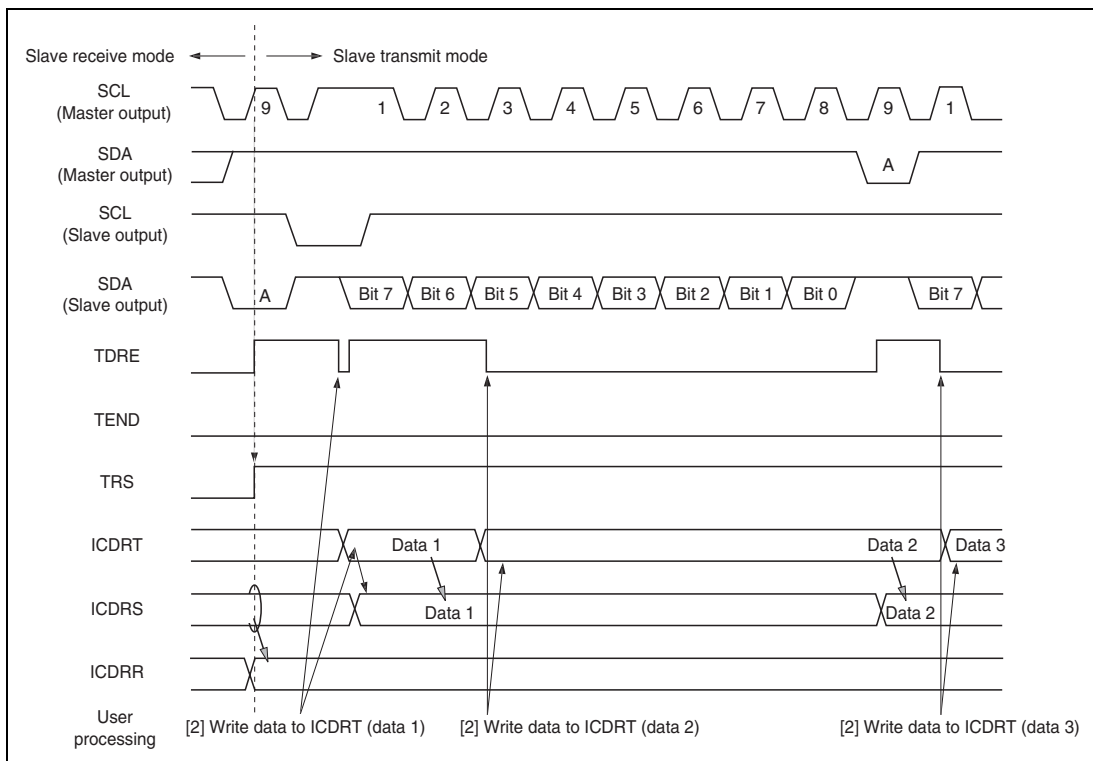 Slave receive mode
Slave transmit mode
SCL
(Master output)
9 1 2 3 4 5 6 7 8 9 1
SDA
(Master output)
A
SCL
(Slave output)
SDA
(Slave output)
A Bit 7 Bit 6 Bit 5 Bit 4 Bit 3 Bit 2 Bit 1 Bit 0 Bit 7
TDRE
TEND
TRS
ICDRT
Data 1 Data 2 Data 3
ICDRS
Data 1 Data 2
ICDRR
User
processing
[2] Write data to ICDRT (data 1) [2] Write data to ICDRT (data 2) [2] Write data to ICDRT (data 3)